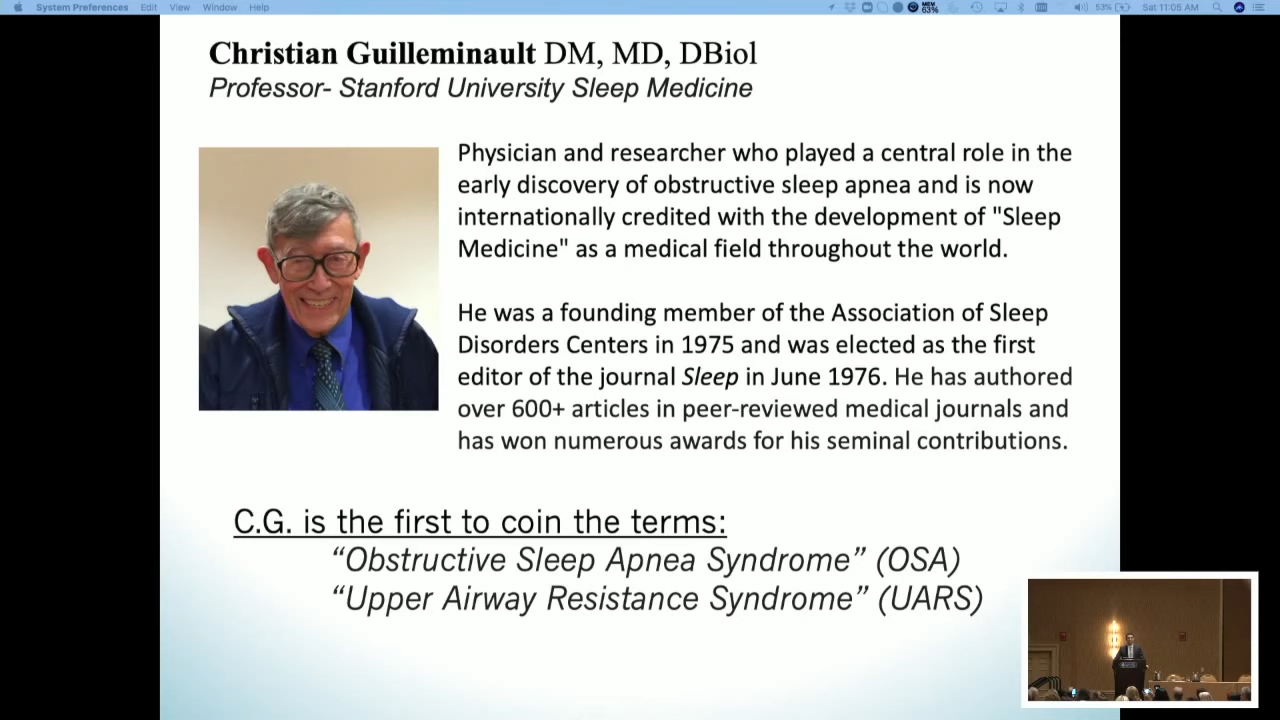 System Preferences Edit View Window Help
MEM
63%
53%
Sat 11:05 AM
Christian Guilleminault DM, MD, DBiol
Professor- Stanford University Sleep Medicine
Physician and researcher who played a central role in the
early discovery of obstructive sleep apnea and is now
internationally credited with the development of "Sleep
Medicine" as a medical field throughout the world.
He was a founding member of the Association of Sleep
Disorders Centers in 1975 and was elected as the first
editor of the journal Sleep in June 1976. He has authored
over 600+ articles in peer-reviewed medical journals and
has won numerous awards for his seminal contributions.
C.G. is the first to coin the terms:
“Obstructive Sleep Apnea Syndrome” (OSA)
“Upper Airway Resistance Syndrome” (UARS)